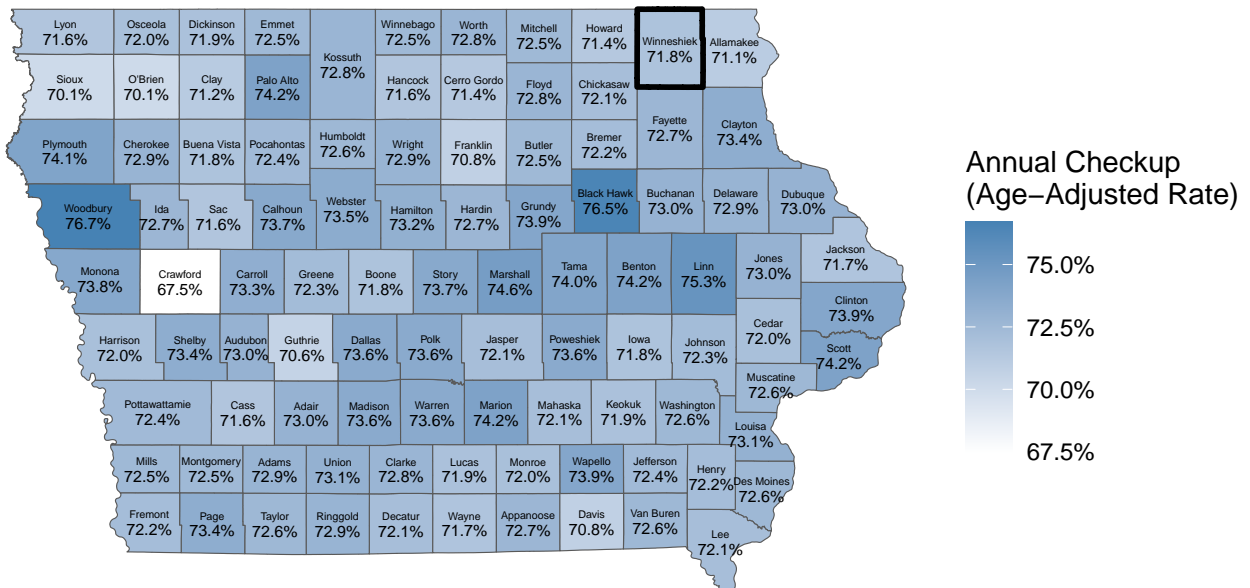 Lyon
71.6%
Osceola
72.0%
Dickinson
71.9%
Emmet
72.5%
Kossuth
72.8%
Winnebago
72.5%
Worth
72.8%
Mitchell
72.5%
Howard
71.4%
Winneshiek
71.8%
Allamakee
71.1%
Sioux
70.1%
O'Brien
70.1%
Clay
71.2%
Palo Alto
74.2%
Hancock
71.6%
Cerro Gordo
71.4%
Floyd
72.8%
Chickasaw
72.1%
Fayette
72.7%
Clayton
73.4%
Plymouth
74.1%
Cherokee
72.9%
Buena Vista
71.8%
Pocahontas
72.4%
Humboldt
72.6%
Wright
72.9%
Franklin
70.8%
Butler
72.5%
Bremer
72.2%
Woodbury
76.7%
Ida
72.7%
Sac
71.6%
Calhoun
73.7%
Webster
73.5%
Hamilton
73.2%
Hardin
72.7%
Grundy
73.9%
Black Hawk
76.5%
Buchanan
73.0%
Delaware
72.9%
Dubuque
73.0%
Monona
73.8%
Crawford
67.5%
Carroll
73.3%
Greene
72.3%
Boone
71.8%
Story
73.7%
Marshall
74.6%
Tama
74.0%
Benton
74.2%
Linn
75.3%
Jones
73.0%
Jackson
71.7%
Clinton
73.9%
Harrison
72.0%
Shelby
73.4%
Audubon
73.0%
Guthrie
70.6%
Dallas
73.6%
Polk
73.6%
Jasper
72.1%
Poweshiek
73.6%
Iowa
71.8%
Johnson
72.3%
Cedar
72.0%
Scott
74.2%
Muscatine
72.6%
Pottawattamie
72.4%
Cass
71.6%
Adair
73.0%
Madison
73.6%
Warren
73.6%
Marion
74.2%
Mahaska
72.1%
Keokuk
71.9%
Washington
72.6%
Louisa
73.1%
Mills
72.5%
Montgomery
72.5%
Adams
72.9%
Union
73.1%
Clarke
72.8%
Lucas
71.9%
Monroe
72.0%
Wapello
73.9%
Jefferson
72.4%
Henry
72.2%
Des Moines
72.6%
Fremont
72.2%
Page
73.4%
Taylor
72.6%
Ringgold
72.9%
Decatur
72.1%
Wayne
71.7%
Appanoose
72.7%
Davis
70.8%
Van Buren
72.6%
Lee
72.1%
Annual Checkup
(Age−Adjusted Rate)
75.0%
72.5%
70.0%
67.5%